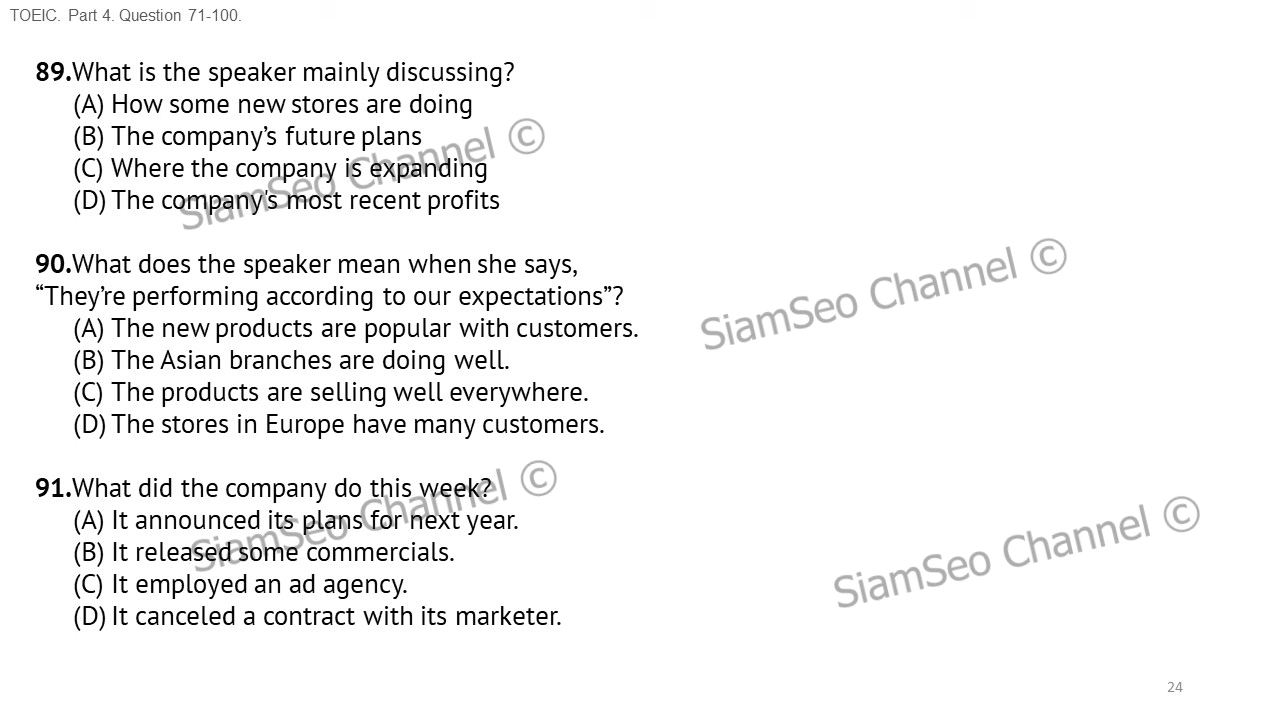 TOEIC. Part 4. Question 71-100.
89.What is the speaker mainly discussing?
(A) How some new stores are doing
(B) The company’s future plans
(C) Where the company is expanding
(D) The company's most recent profits
SiamSeo Channel ©
90.What does the speaker mean when she says,
“They’re performing according to our expectations”?
(A) The new products are popular with customers.
(B) The Asian branches are doing well.
(C) The products are selling well everywhere.
(D) The stores in Europe have many customers.
SiamSeo Channel ©
91.What did the company do this week?
(A) It announced its plans for next year.
(B) It released some commercials.
(C) It employed an ad agency.
(D) It canceled a contract with its marketer.
SiamSeo Channel ©
SiamSeo Channel ©
24